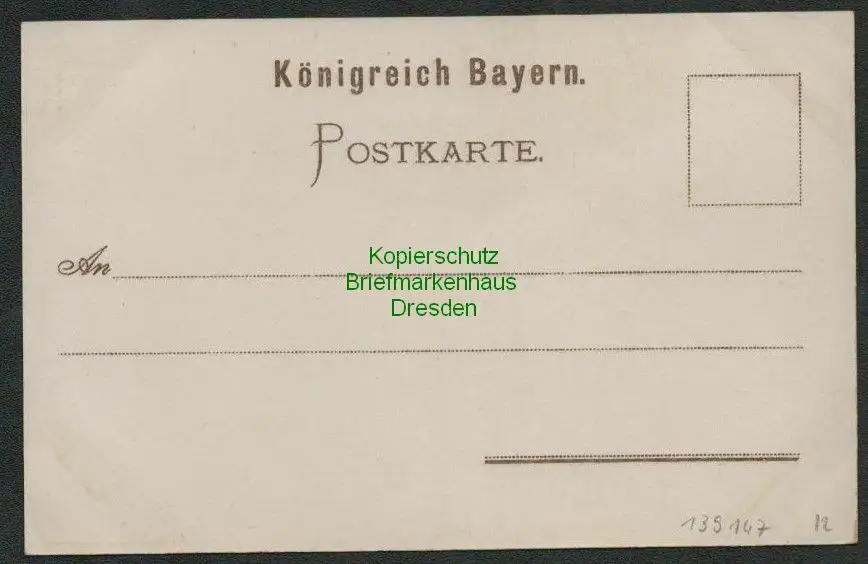 Königreich Bayern.
POSTKARTE.
An
Kopierschutz
Briefmarkenhaus
Dresden
139147 12